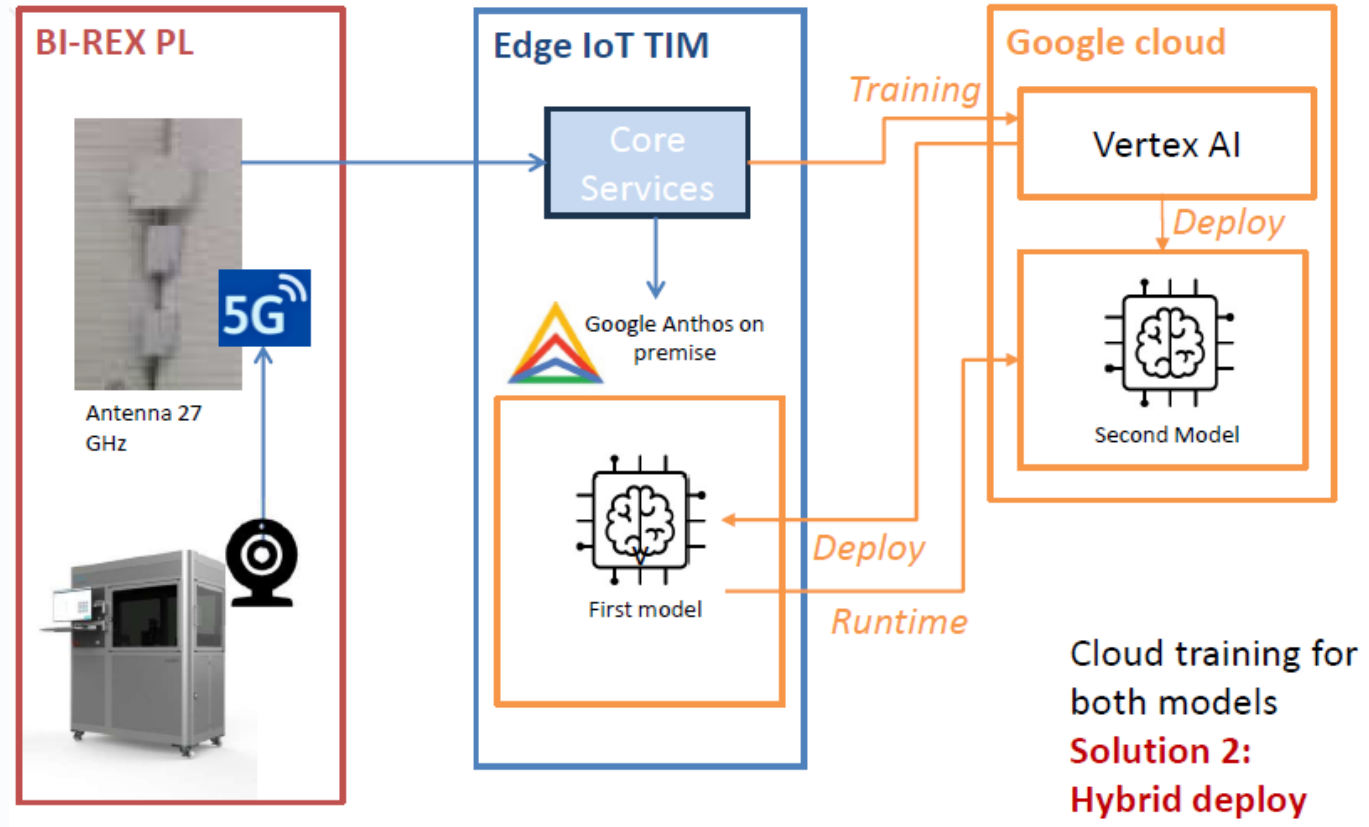 BI-REX PL
Edge IoT TIM
Google cloud
Training
Core
Services
Vertex AI
Deploy
5G
Google Anthos on
premise
Antenna 27
GHz
Second Model
Deploy
First model
Runtime
Cloud training for
both models
Solution 2:
Hybrid deploy